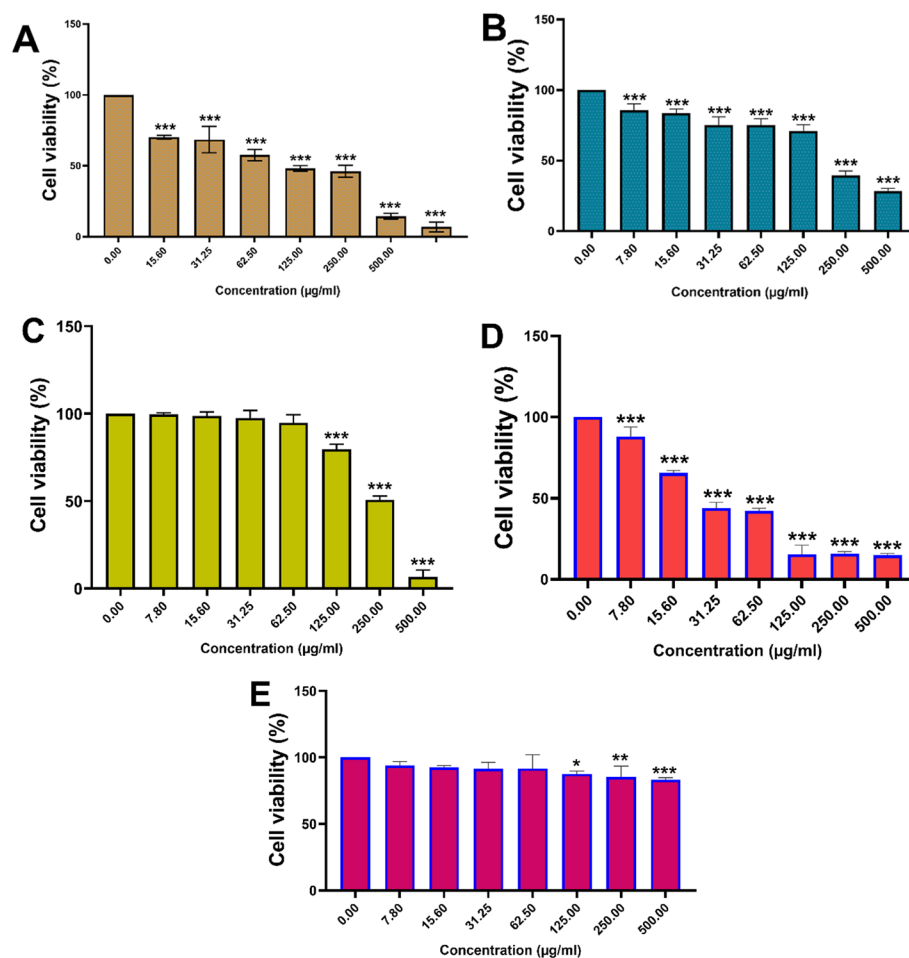 A
Cell viability (%)
150
100
50
0
*** *** *** *** *** *** ***
0.00 15.60 31.25 62.50 125.00 250.00 500.00
Concentration (µg/ml)
B
Cell viability (%)
150
100
50
0
*** *** *** *** *** *** ***
0.00 7.80 15.60 31.25 62.50 125.00 250.00 500.00
Concentration (µg/ml)
C
Cell viability (%)
150
100
50
0
*** *** ***
0.00 7.80 15.60 31.25 62.50 125.00 250.00 500.00
Concentration (µg/ml)
D
Cell viability (%)
150
100
50
0
*** *** *** *** *** *** ***
0.00 7.80 15.60 31.25 62.50 125.00 250.00 500.00
Concentration (µg/ml)
E
Cell viability (%)
150
100
50
0
* ** ***
0.00 7.80 15.60 31.25 62.50 125.00 250.00 500.00
Concentration (µg/ml)